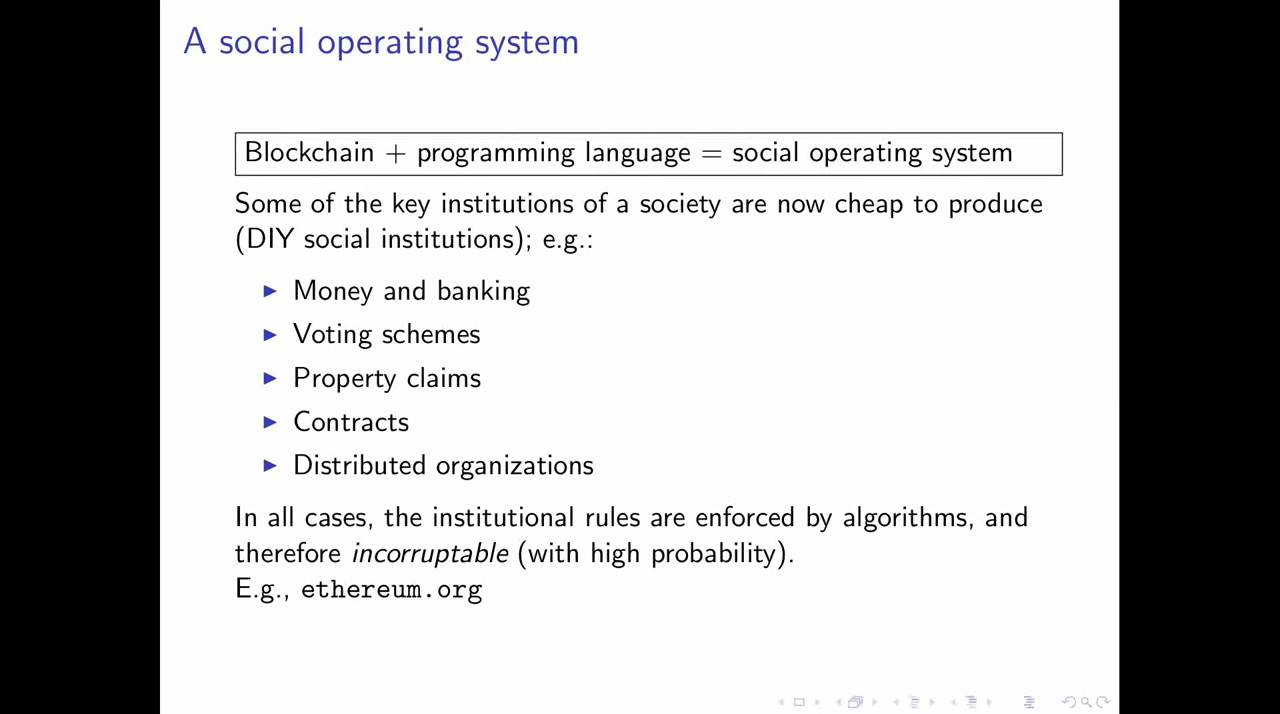 A social operating system
Blockchain + programming language = social operating system
Some of the key institutions of a society are now cheap to produce
(DIY social institutions); e.g.:
▶ Money and banking
▶ Voting schemes
▶ Property claims
▶ Contracts
▶ Distributed organizations
In all cases, the institutional rules are enforced by algorithms, and
therefore incorruptable (with high probability).
E.g., ethereum.org